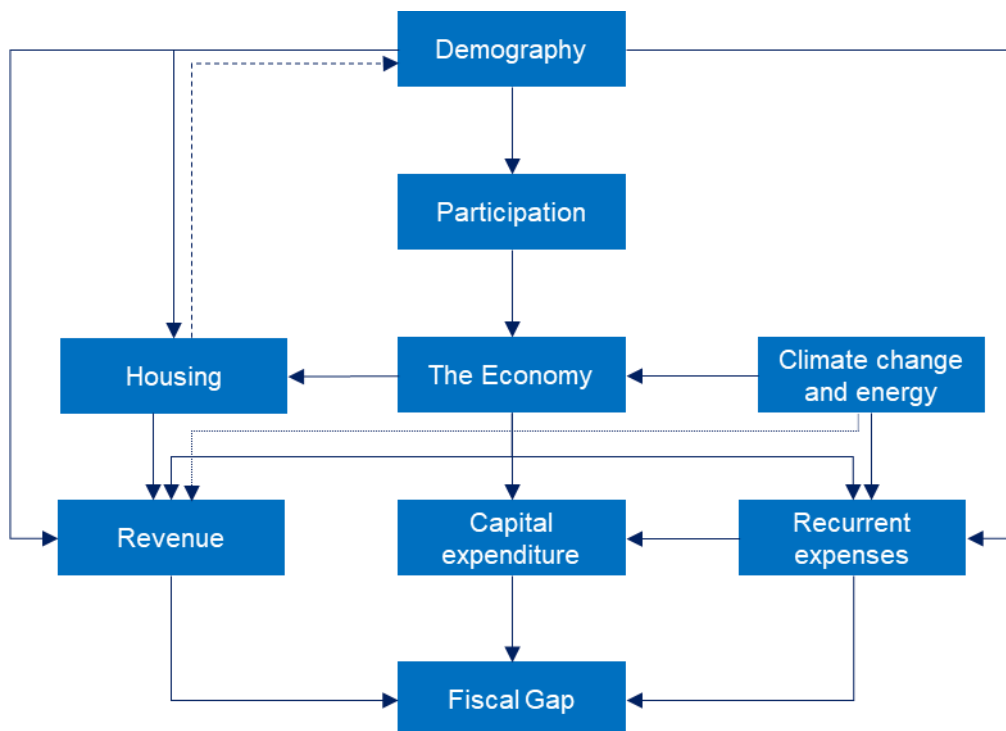 Demography
Participation
Housing
The Economy
Climate change
and energy
Revenue
Capital
expenditure
Recurrent
expenses
Fiscal Gap